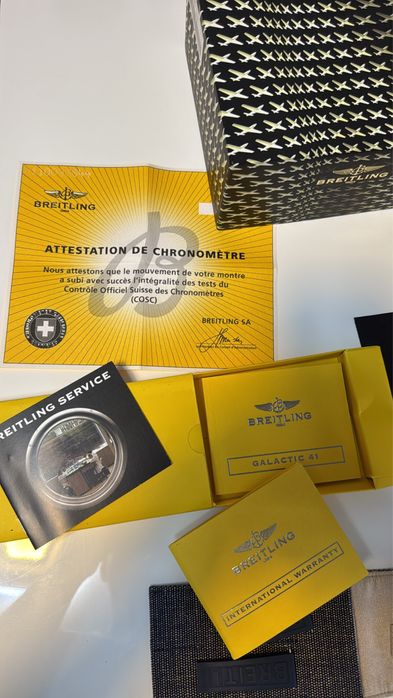 BREITLING
BREITLING
ATTESTATION DE CHRONOMÈTRE
Nous attestons que le mouvement de votre montre
a subi avec succès l'intégralité des tests du
Contrôle Officiel Suisse des Chronomètres
(COSC)
BREITLING SA
BREITLING SERVICE
BREITLING
GALACTIC 41
BREITLING
INTERNATIONAL WARRANTY
BREITL